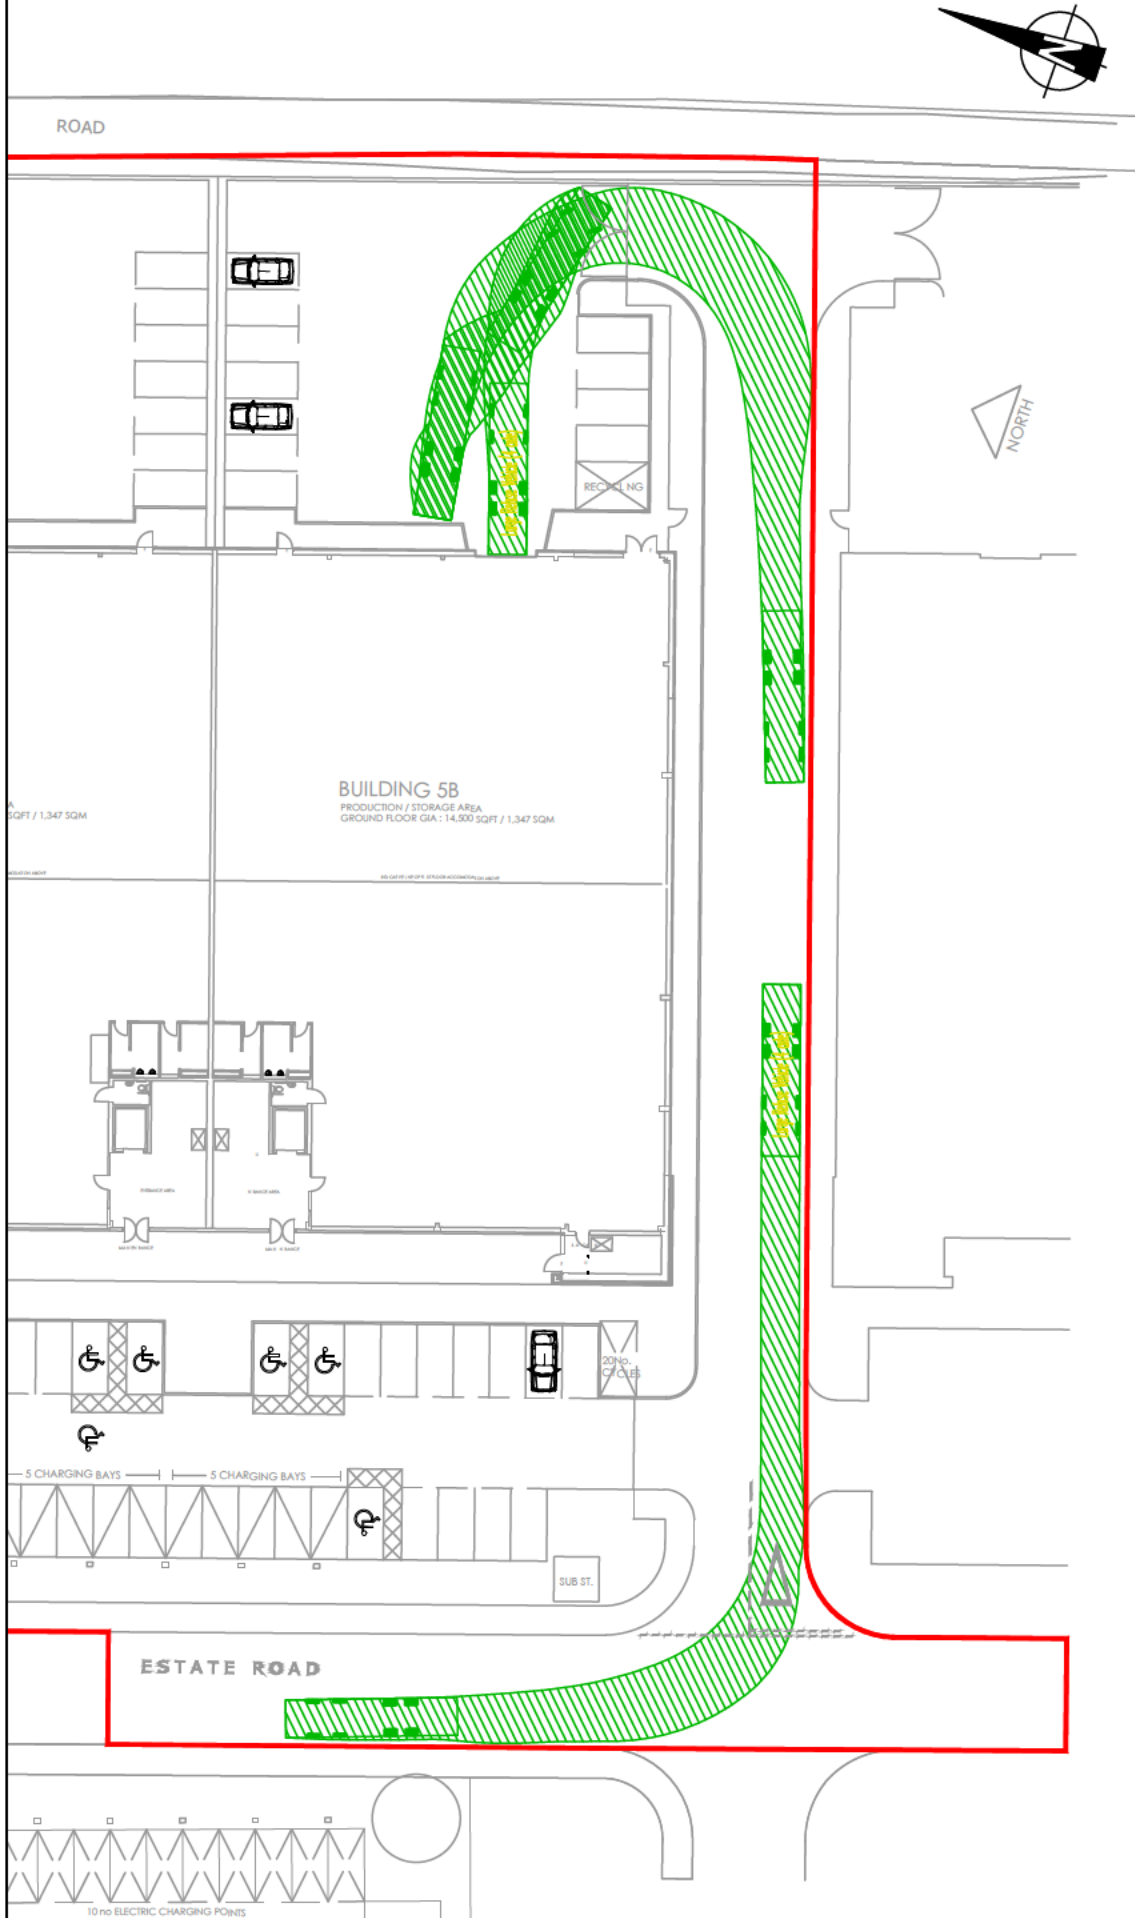 N
ROAD
NORTH
RECYCLING
BUILDING 5B
PRODUCTION / STORAGE AREA
GROUND FLOOR GIA : 14,500 SQFT / 1,347 SQM
A
SQFT / 1,347 SQM
ENTRANCE AREA
20No.
CYCLES
5 CHARGING BAYS
5 CHARGING BAYS
SUB ST.
ESTATE ROAD
10 no ELECTRIC CHARGING POINTS